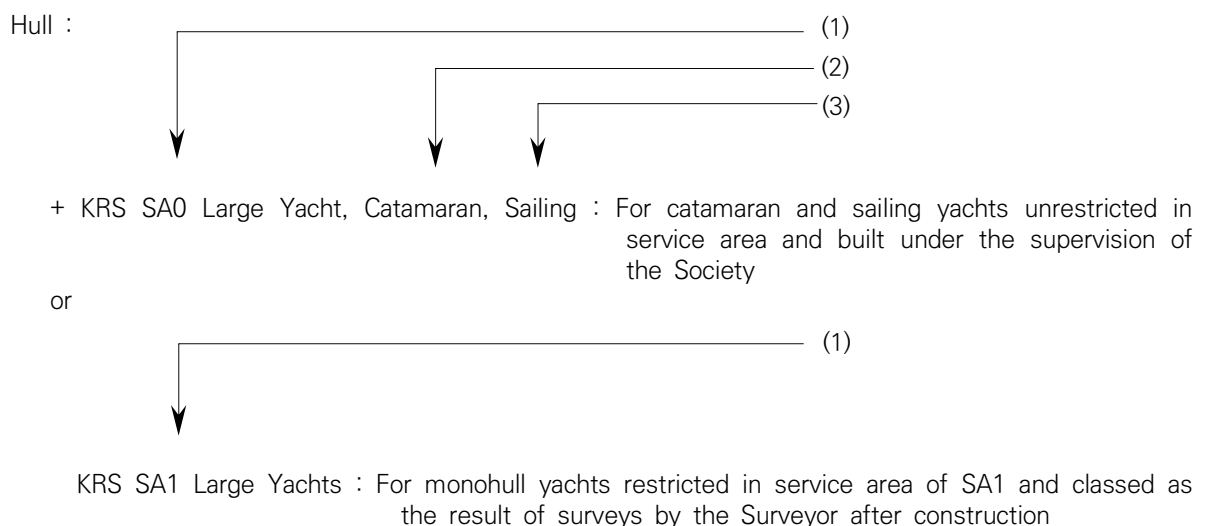 Hull :
(1)
(2)
(3)
+ KRS SA0 Large Yacht, Catamaran, Sailing : For catamaran and sailing yachts unrestricted in
service area and built under the supervision of
the Society
or
(1)
KRS SA1 Large Yachts : For monohull yachts restricted in service area of SA1 and classed as
the result of surveys by the Surveyor after construction